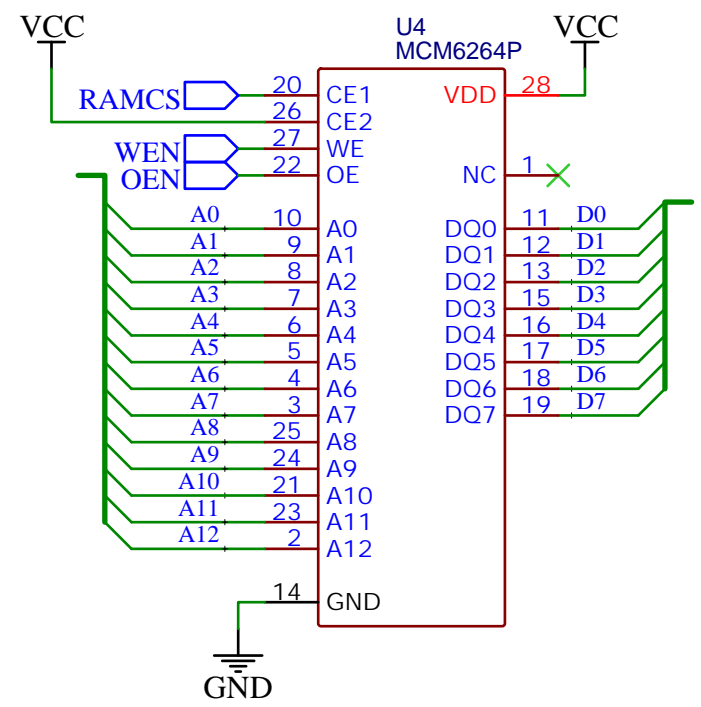 VCC
U4
MCM6264P
VCC
RAMCS 20 CE1
26 CE2
WEN 27 WE
OEN 22 OE
VDD 28
NC 1
A0 10 A0 DQ0 11 D0
A1 9 A1 DQ1 12 D1
A2 8 A2 DQ2 13 D2
A3 7 A3 DQ3 15 D3
A4 6 A4 DQ4 16 D4
A5 5 A5 DQ5 17 D5
A6 4 A6 DQ6 18 D6
A7 3 A7 DQ7 19 D7
A8 25 A8
A9 24 A9
A10 21 A10
A11 23 A11
A12 2 A12
14 GND
GND